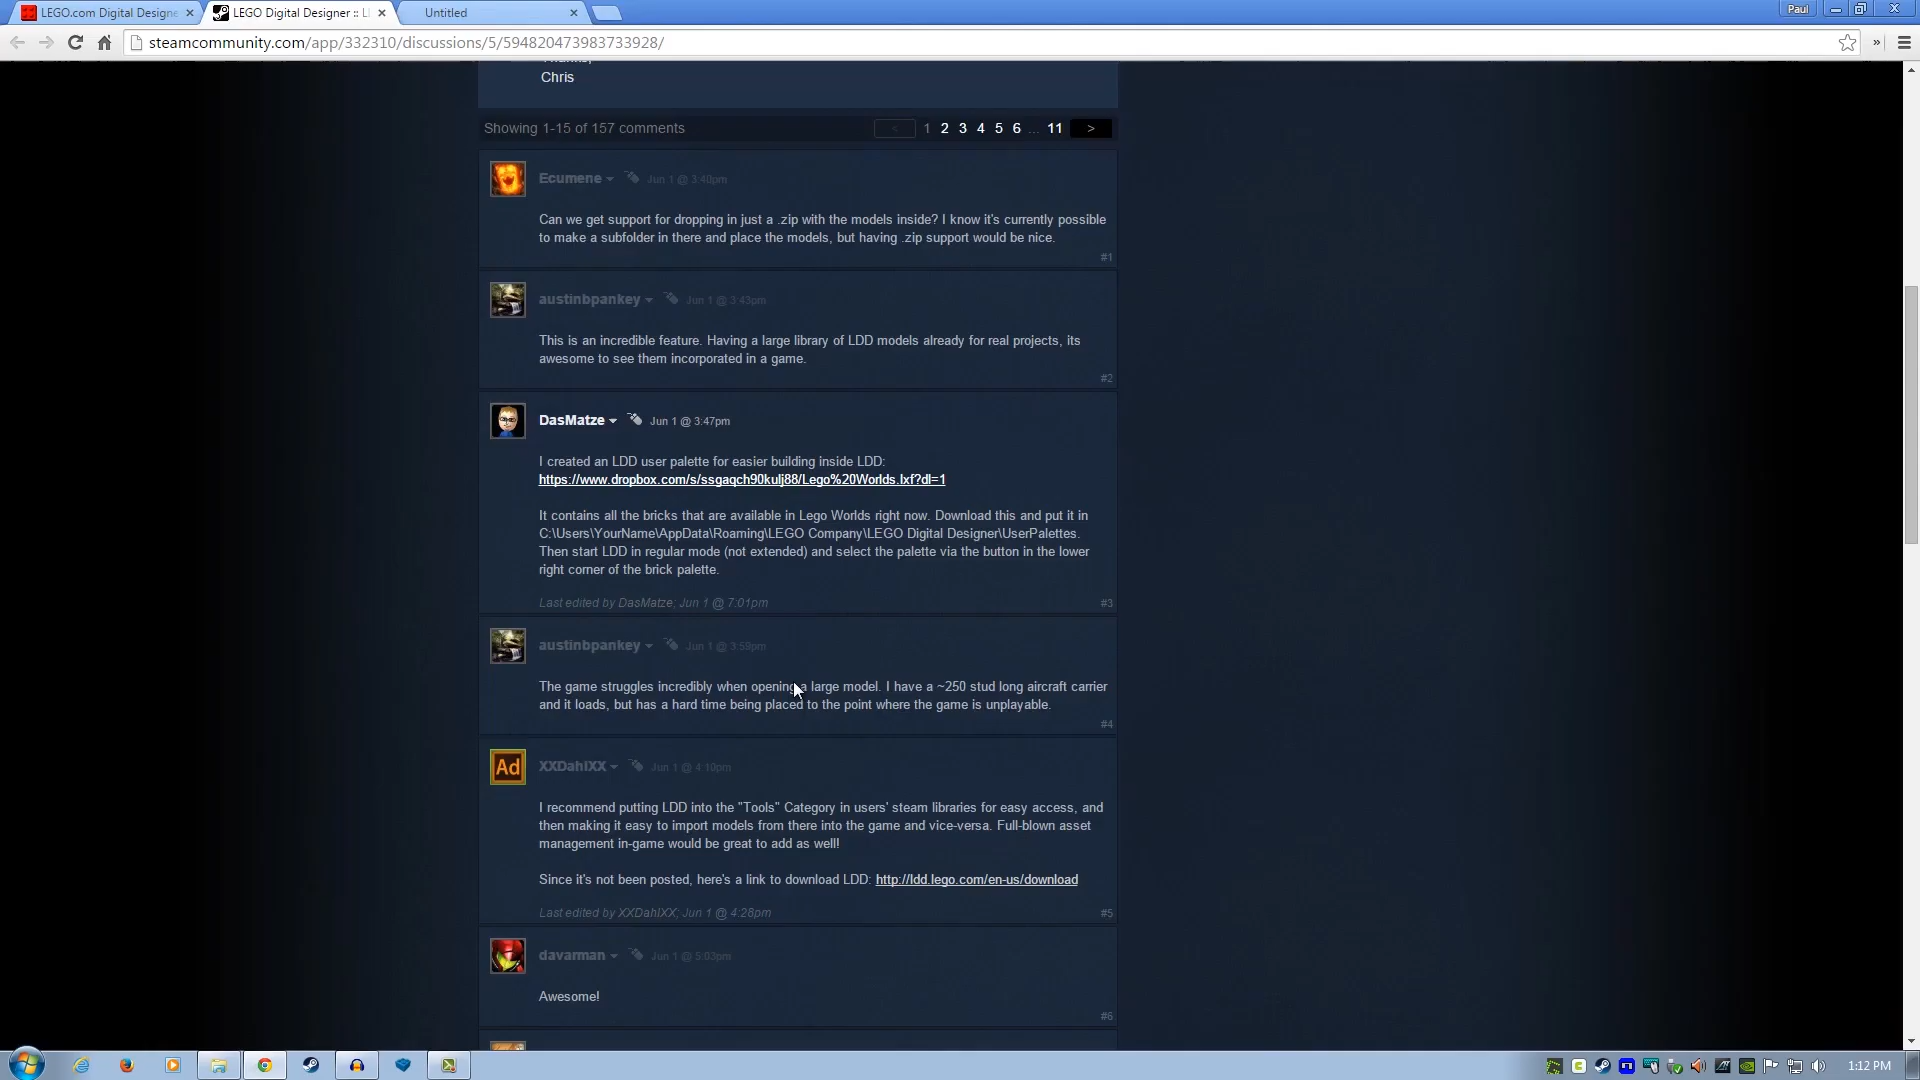 LEGO.com Digital Designe
LEGO Digital Designer :: L
Untitled
Paul
steamcommunity.com/app/332310/discussions/5/594820473983733928/
Thanks,
Chris
Showing 1-15 of 157 comments
< 1 2 3 4 5 6 ... 11 >
Ecumene Jun 1 @ 3:40pm
Can we get support for dropping in just a .zip with the models inside? I know it's currently possible
to make a subfolder in there and place the models, but having .zip support would be nice.
#1
austinbpankey Jun 1 @ 3:43pm
This is an incredible feature. Having a large library of LDD models already for real projects, its
awesome to see them incorporated in a game.
#2
DasMatze Jun 1 @ 3:47pm
I created an LDD user palette for easier building inside LDD:
https://www.dropbox.com/s/ssgaqch90kulj88/Lego%20Worlds.lxf?dl=1
It contains all the bricks that are available in Lego Worlds right now. Download this and put it in
C:\Users\YourName\AppData\Roaming\LEGO Company\LEGO Digital Designer\UserPalettes.
Then start LDD in regular mode (not extended) and select the palette via the button in the lower
right corner of the brick palette.
Last edited by DasMatze; Jun 1 @ 7:01pm
#3
austinbpankey Jun 1 @ 3:59pm
The game struggles incredibly when opening a large model. I have a ~250 stud long aircraft carrier
and it loads, but has a hard time being placed to the point where the game is unplayable.
#4
Ad
XXDahlXX Jun 1 @ 4:10pm
I recommend putting LDD into the "Tools" Category in users' steam libraries for easy access, and
then making it easy to import models from there into the game and vice-versa. Full-blown asset
management in-game would be great to add as well!
Since it's not been posted, here's a link to download LDD: http://ldd.lego.com/en-us/download
Last edited by XXDahlXX; Jun 1 @ 4:28pm
#5
davarman Jun 1 @ 5:03pm
Awesome!
#6
1:12 PM